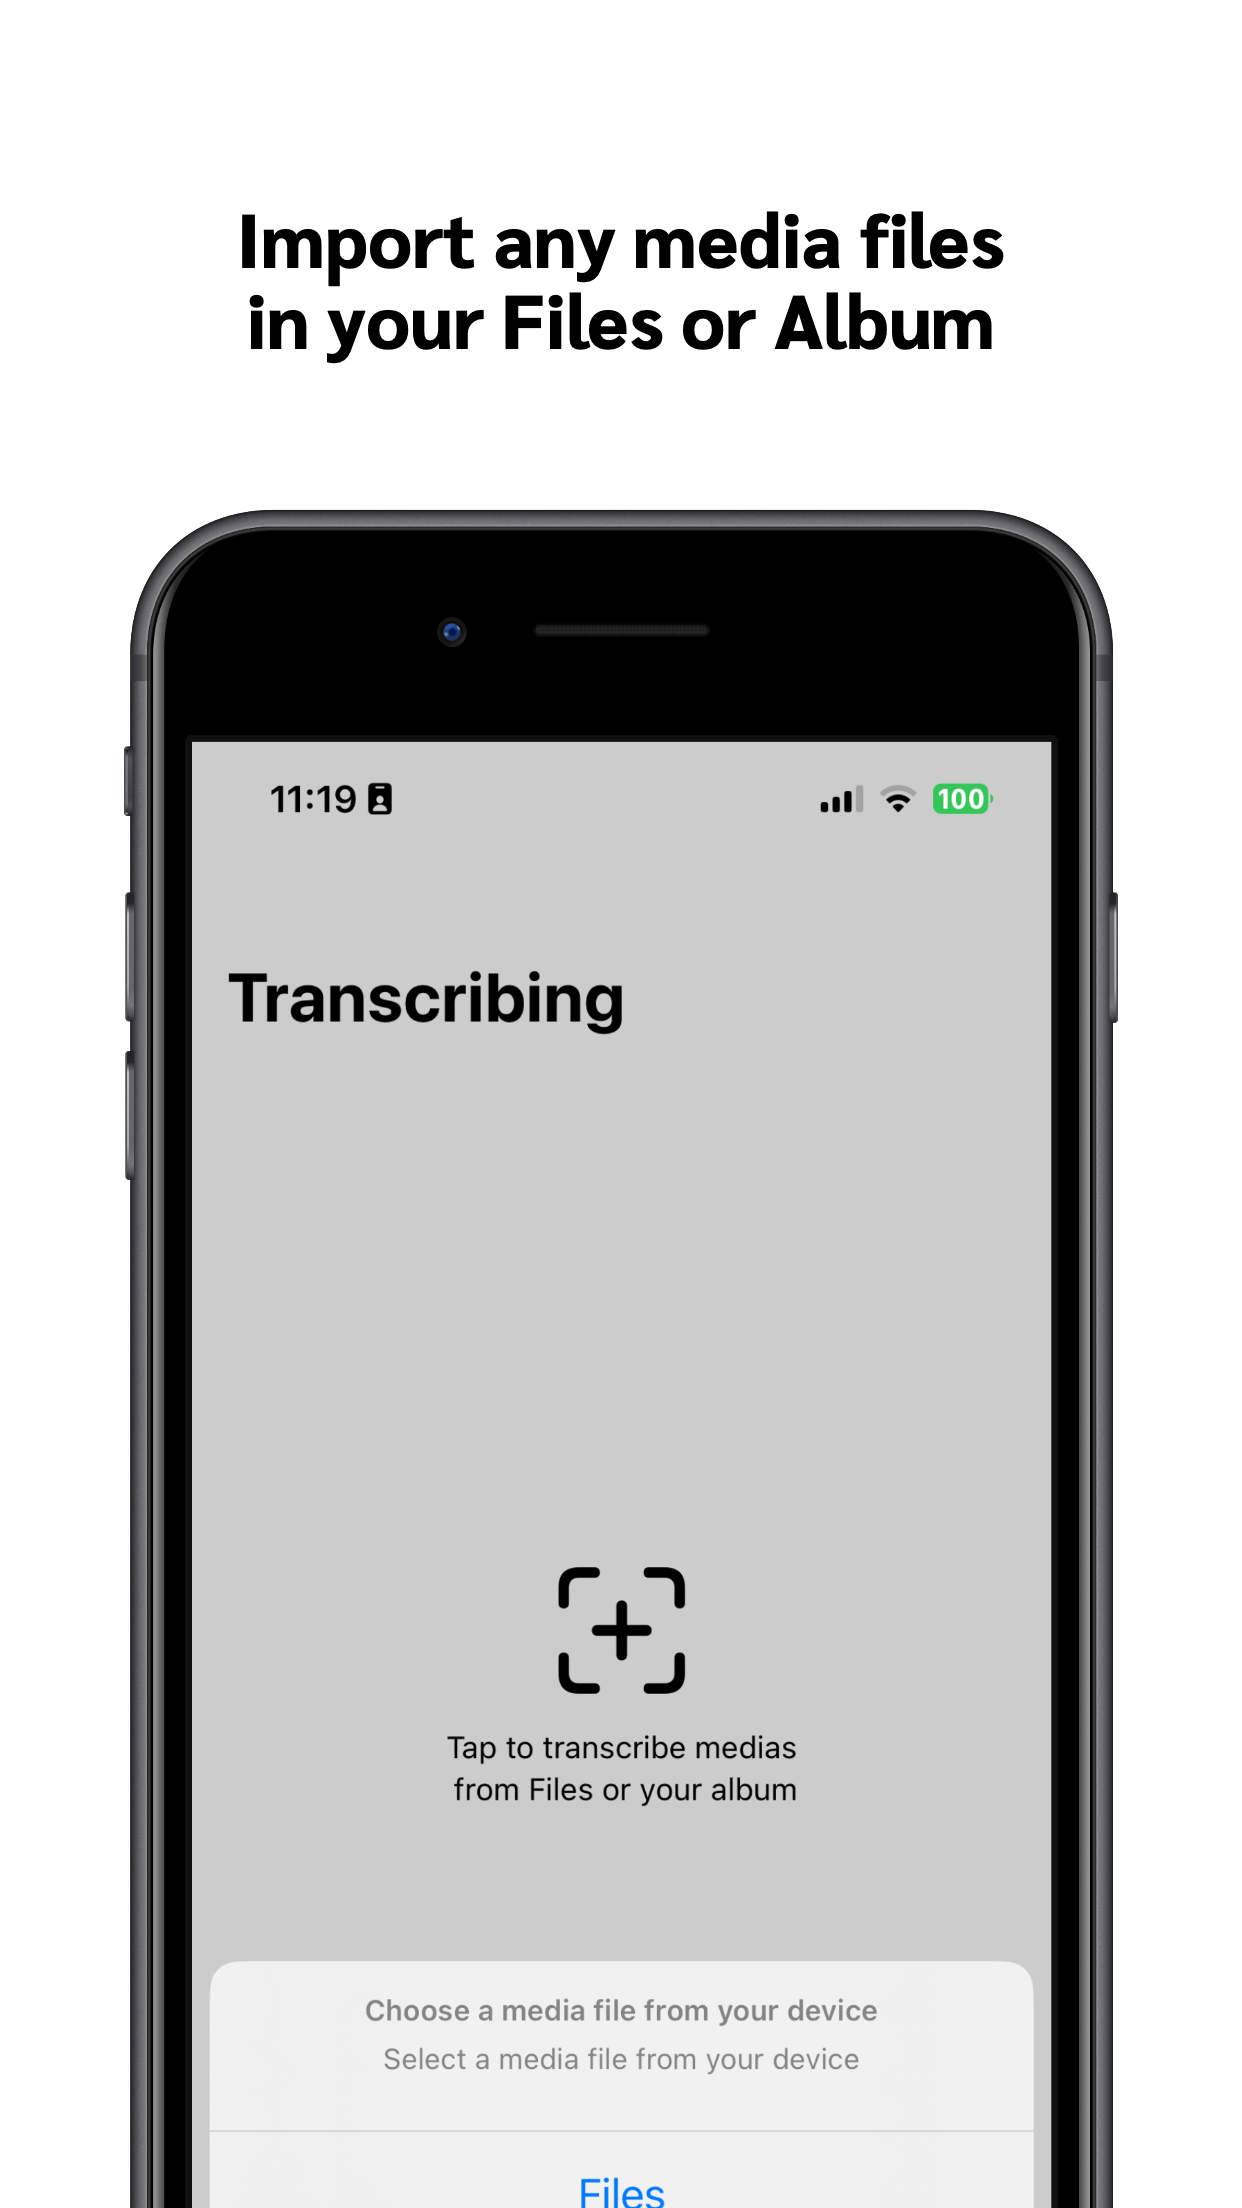 Import any media files
in your Files or Album
11:19
100
Transcribing
Tap to transcribe medias
from Files or your album
Choose a media file from your device
Select a media file from your device
Files